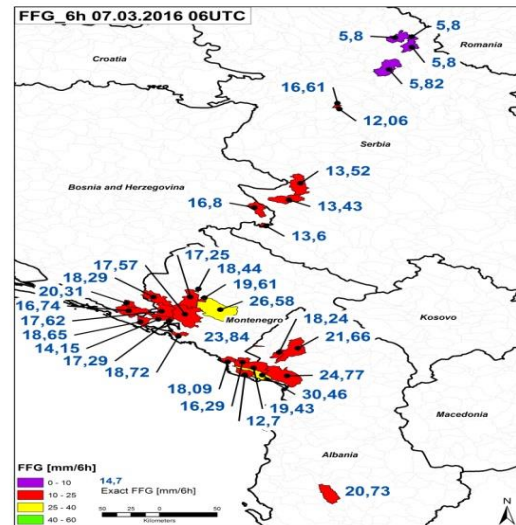 FFG_6h 07.03.2016 06UTC
Croatia
Romania
5,8
5,8
5,8
5,82
16,61
12,06
Serbia
13,52
Bosnia and Herzegovina
16,8
13,43
13,6
17,25
17,57
18,44
18,29
19,61
20,31
26,58
16,74
Montenegro
Kosovo
17,62
23,84
18,24
18,65
21,66
14,15
17,29
18,72
18,09
24,77
16,29
30,46
19,43
12,7
Macedonia
Albania
FFG [mm/6h]
0 - 10
10 - 25
25 - 40
40 - 60
14,7
Exact FFG [mm/6h]
50 25 0 50
Kilometers
20,73
N